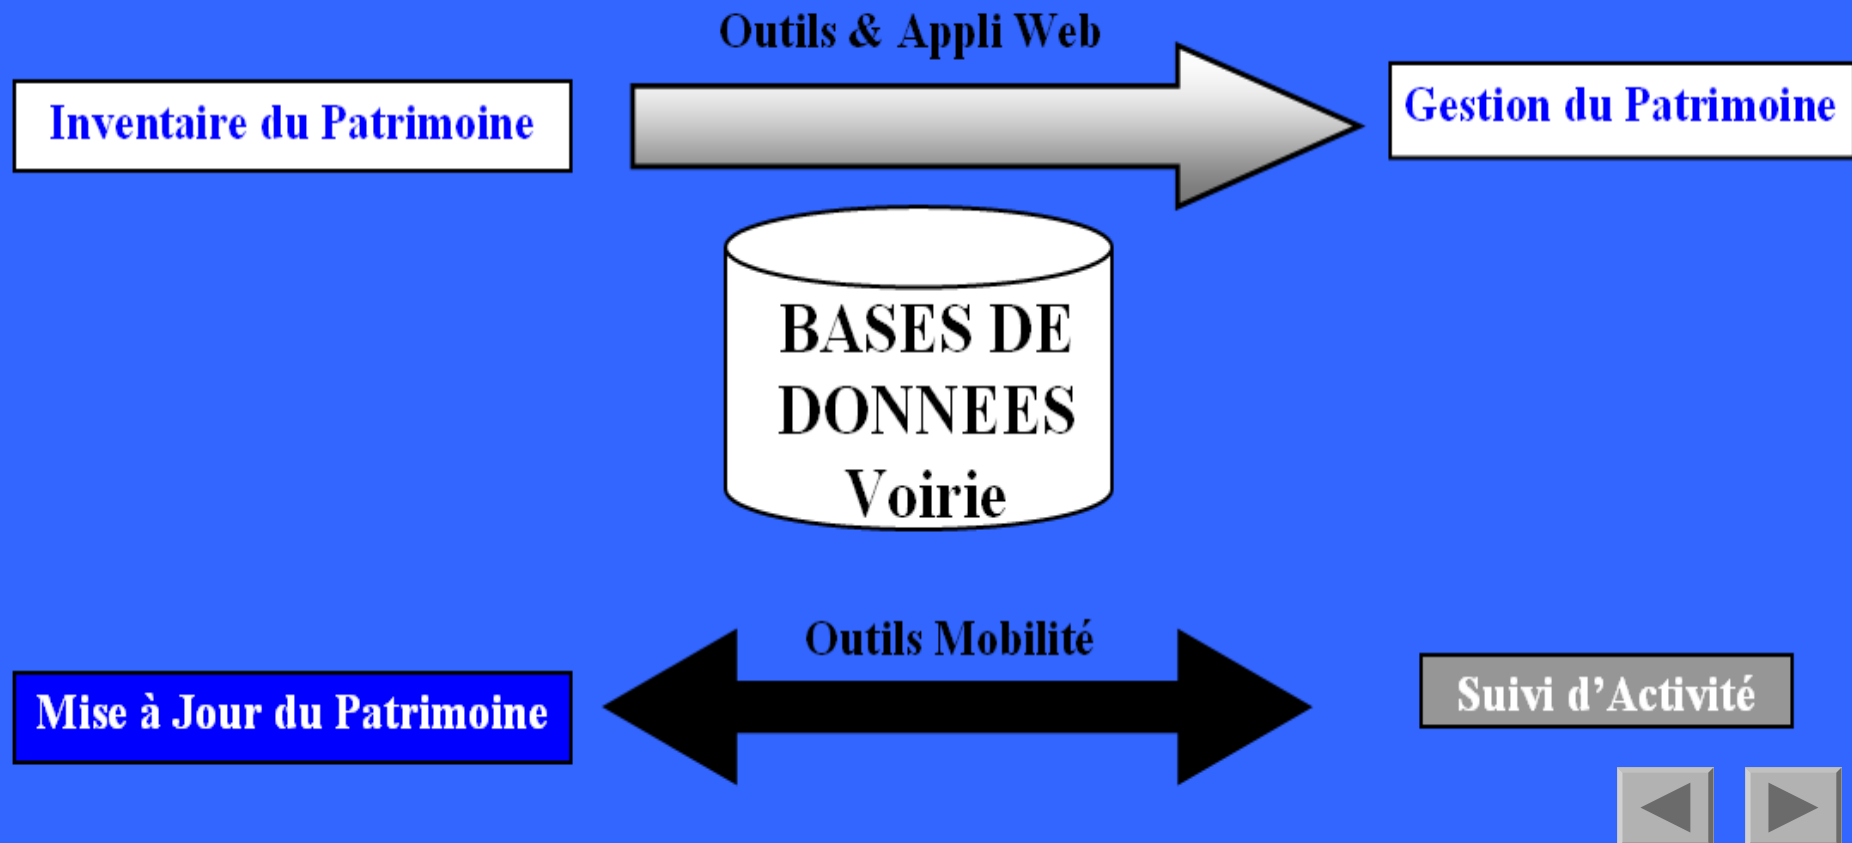 Outils & Appli Web
Inventaire du Patrimoine
Gestion du Patrimoine
BASES DE
DONNEES
Voirie
Outils Mobilité
Mise à Jour du Patrimoine
Suivi d’Activité